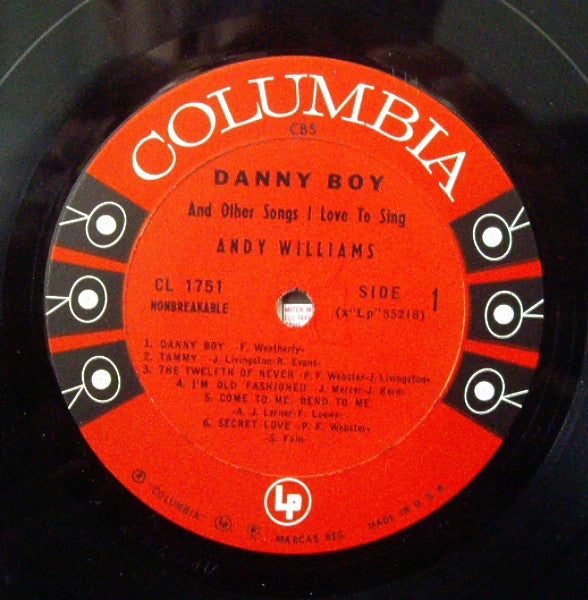 COLUMBIA
CBS
DANNY BOY
And Other Songs I Love To Sing
ANDY WILLIAMS
CL 1751
NONBREAKABLE
SIDE 1
(x"Lp"55218)
1. DANNY BOY -F. Weatherly-
2. TAMMY -J. Livingston-R. Evans-
3. THE TWELFTH OF NEVER -P. F. Webster-J. Livingston-
4. I'M OLD FASHIONED -J. Mercer-J. Kern-
5. COME TO ME, BEND TO ME
-A. J. Lerner-F. Loewe-
6. SECRET LOVE -P. F. Webster-
-S. Fain-
Lp
® "COLUMBIA" Lp ® MARCAS REG. MADE IN U.S.A.